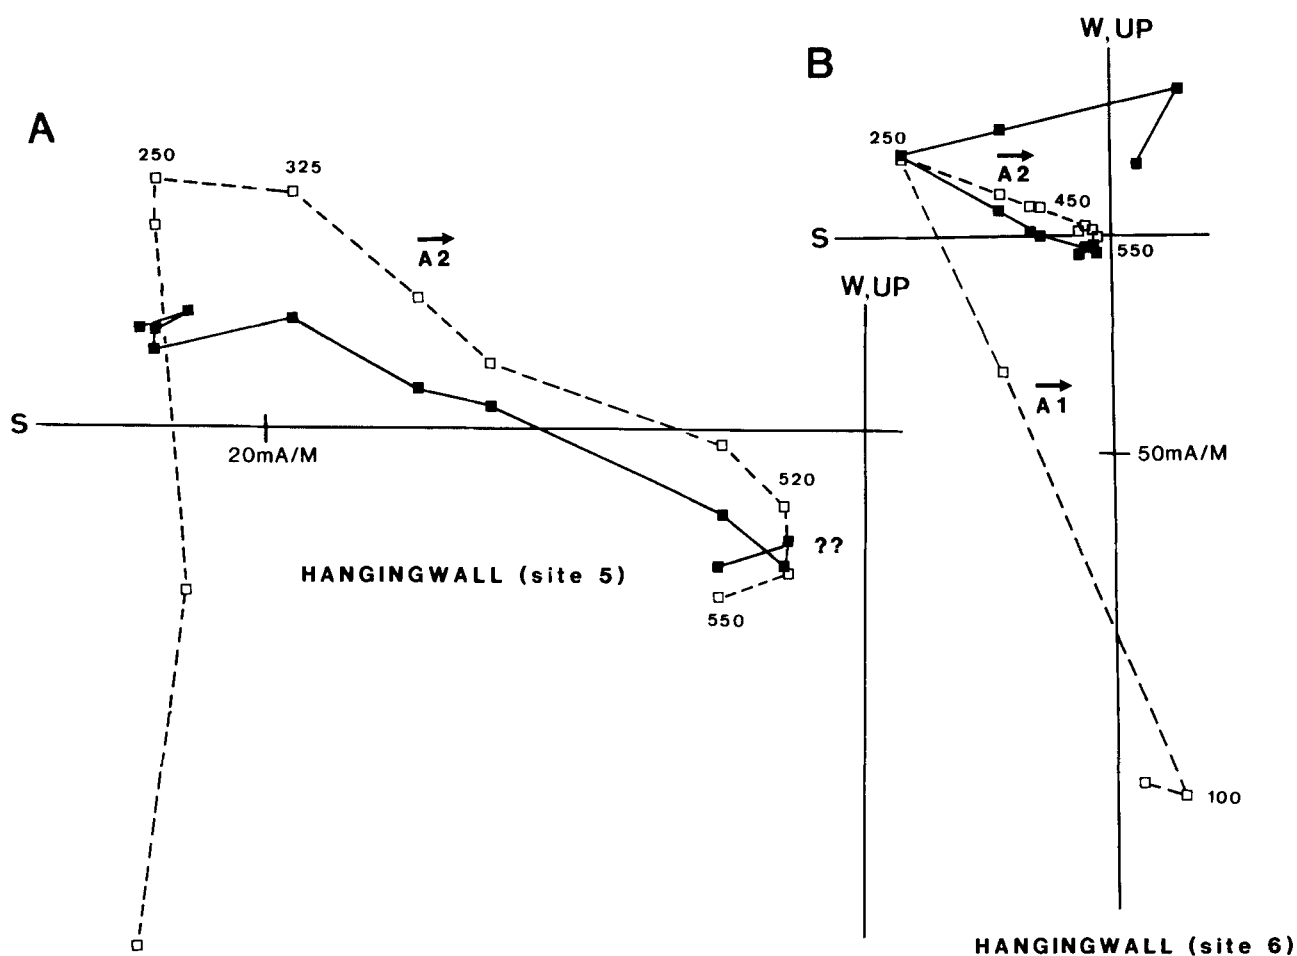 A
250
325
A2
S
20mA/M
W, UP
520
??
550
HANGINGWALL (site 5)
B
W, UP
250
A2
450
S
550
A1
50mA/M
100
HANGINGWALL (site 6)